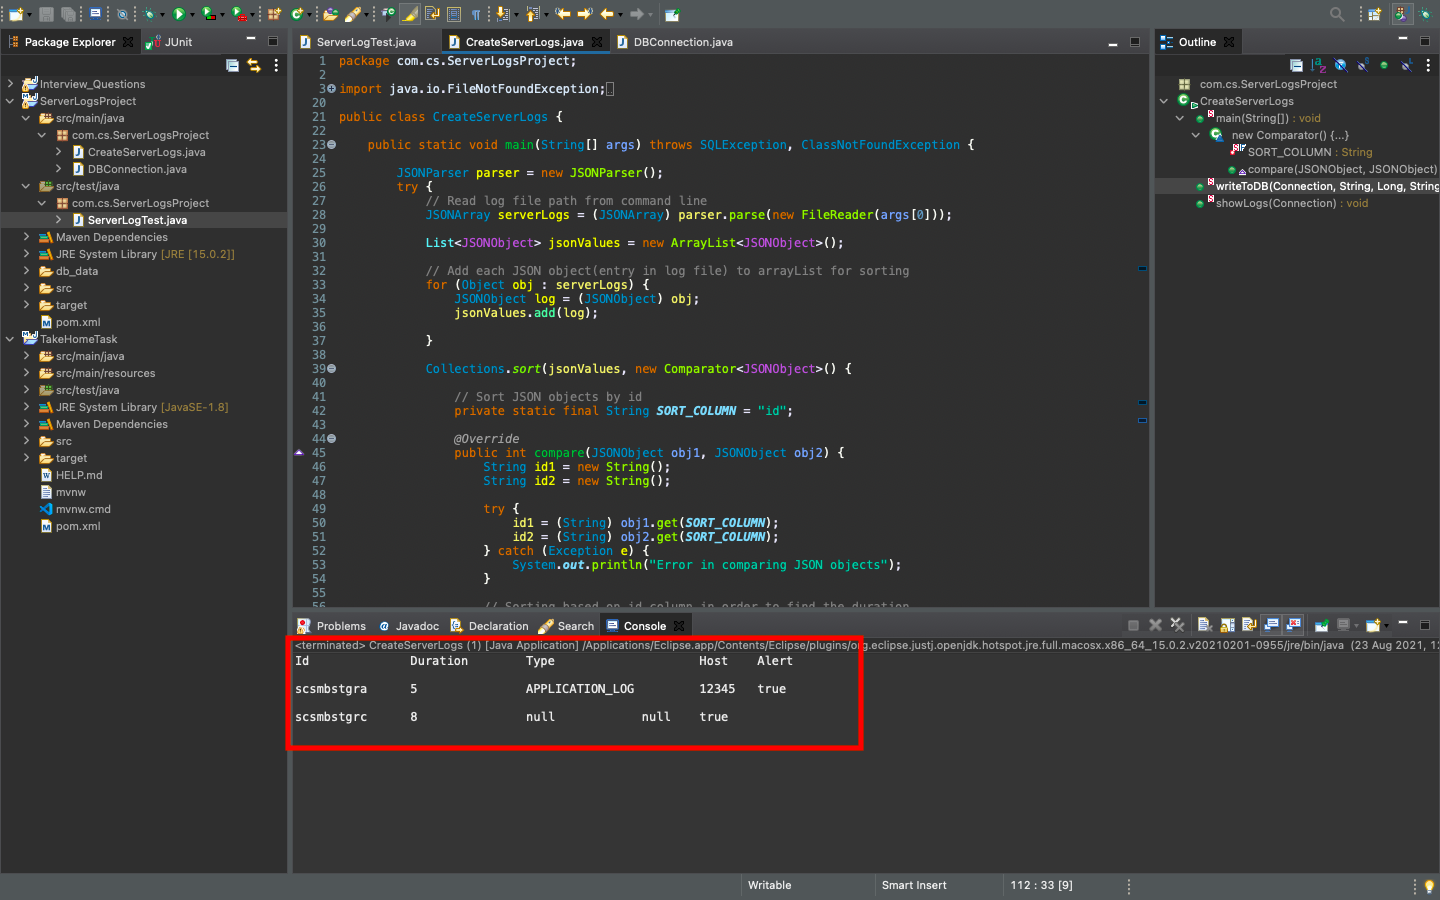 Package Explorer
JUnit
Interview_Questions
ServerLogsProject
src/main/java
com.cs.ServerLogsProject
CreateServerLogs.java
DBConnection.java
src/test/java
com.cs.ServerLogsProject
ServerLogTest.java
Maven Dependencies
JRE System Library [JRE [15.0.2]]
db_data
src
target
pom.xml
TakeHomeTask
src/main/java
src/main/resources
src/test/java
JRE System Library [JavaSE-1.8]
Maven Dependencies
src
target
HELP.md
mvnw
mvnw.cmd
pom.xml
ServerLogTest.java
CreateServerLogs.java
DBConnection.java
1 package com.cs.ServerLogsProject;
2
3 import java.io.FileNotFoundException;
20
21 public class CreateServerLogs {
22
23 public static void main(String[] args) throws SQLException, ClassNotFoundException {
24
25 JSONParser parser = new JSONParser();
26 try {
27 // Read log file path from command line
28 JSONArray serverLogs = (JSONArray) parser.parse(new FileReader(args[0]));
29
30 List<JSONObject> jsonValues = new ArrayList<JSONObject>();
31
32 // Add each JSON object(entry in log file) to arrayList for sorting
33 for (Object obj : serverLogs) {
34 JSONObject log = (JSONObject) obj;
35 jsonValues.add(log);
36
37 }
38
39 Collections.sort(jsonValues, new Comparator<JSONObject>() {
40
41 // Sort JSON objects by id
42 private static final String SORT_COLUMN = "id";
43
44 @Override
45 public int compare(JSONObject obj1, JSONObject obj2) {
46 String id1 = new String();
47 String id2 = new String();
48
49 try {
50 id1 = (String) obj1.get(SORT_COLUMN);
51 id2 = (String) obj2.get(SORT_COLUMN);
52 } catch (Exception e) {
53 System.out.println("Error in comparing JSON objects");
54 }
55
56 // Sorting based on id column in order to find the duration
Outline
com.cs.ServerLogsProject
CreateServerLogs
main(String[]) : void
new Comparator() {...}
SORT_COLUMN : String
compare(JSONObject, JSONObject)
writeToDB(Connection, String, Long, String
showLogs(Connection) : void
Problems
Javadoc
Declaration
Search
Console
<terminated> CreateServerLogs (1) [Java Application] /Applications/Eclipse.app/Contents/Eclipse/plugins/org.eclipse.justj.openjdk.hotspot.jre.full.macosx.x86_64_15.0.2.v20210201-0955/jre/bin/java (23 Aug 2021, 12
Id Duration Type Host Alert
scsmbstgra 5 APPLICATION_LOG 12345 true
scsmbstgrc 8 null null true
Writable
Smart Insert
112 : 33 [9]